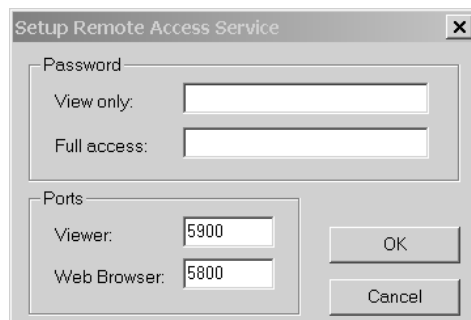 Setup Remote Access Service
Password
View only:
Full access:
Ports
Viewer: 5900
Web Browser: 5800
OK
Cancel